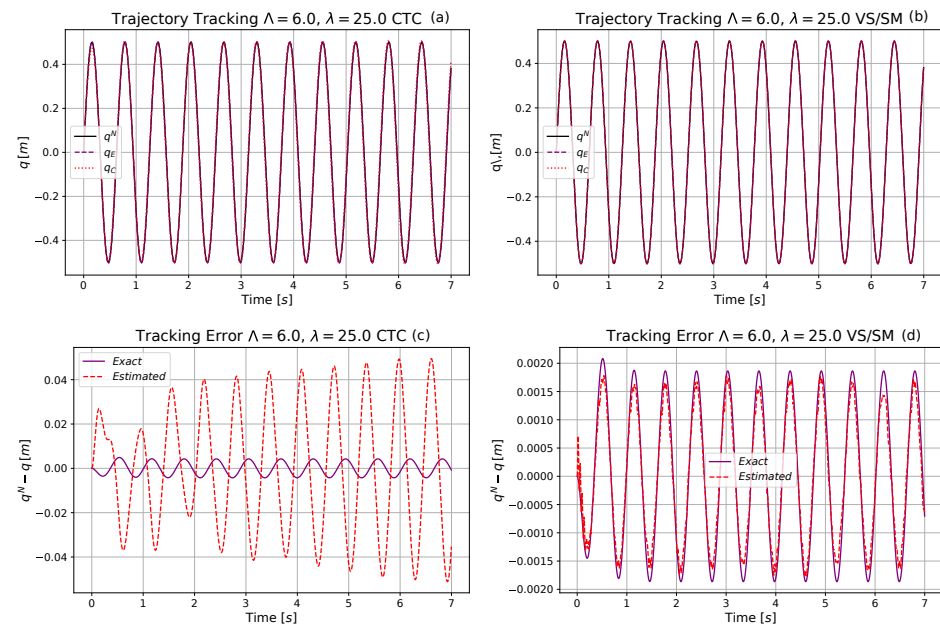 Trajectory Tracking Λ = 6.0, λ = 25.0 CTC (a)
q [m]
0.4
0.2
0.0
−0.2
−0.4
q^N
q_E
q_C
0 1 2 3 4 5 6 7
Time [s]
Trajectory Tracking Λ = 6.0, λ = 25.0 VS/SM (b)
q\,[m]
0.4
0.2
0.0
−0.2
−0.4
q^N
q_E
q_C
0 1 2 3 4 5 6 7
Time [s]
Tracking Error Λ = 6.0, λ = 25.0 CTC (c)
q^N − q [m]
0.04
0.02
0.00
−0.02
−0.04
Exact
Estimated
0 1 2 3 4 5 6 7
Time [s]
Tracking Error Λ = 6.0, λ = 25.0 VS/SM (d)
q^N − q [m]
0.0020
0.0015
0.0010
0.0005
0.0000
−0.0005
−0.0010
−0.0015
−0.0020
Exact
Estimated
0 1 2 3 4 5 6 7
Time [s]